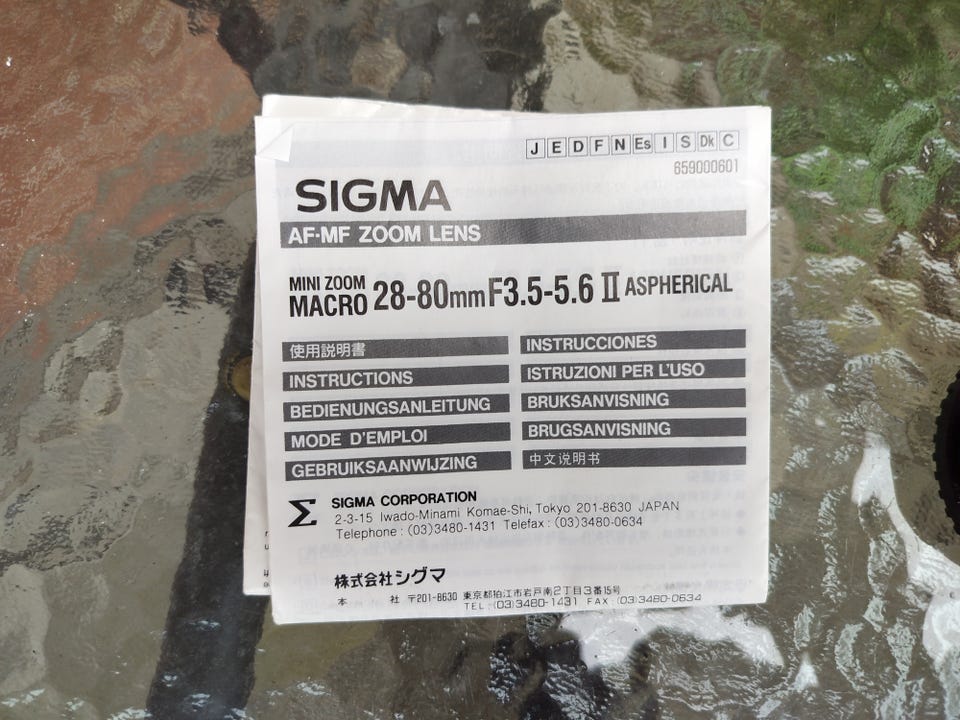 J E D F N Es I S Dk C
659000601
SIGMA
AF-MF ZOOM LENS
MINI ZOOM
MACRO 28-80mm F3.5-5.6 II ASPHERICAL
使用説明書
INSTRUCTIONS
BEDIENUNGSANLEITUNG
MODE D'EMPLOI
GEBRUIKSAANWIJZING
INSTRUCCIONES
ISTRUZIONI PER L'USO
BRUKSANVISNING
BRUGSANVISNING
中文说明书
Σ SIGMA CORPORATION
2-3-15 Iwado-Minami Komae-Shi, Tokyo 201-8630 JAPAN
Telephone : (03)3480-1431 Telefax : (03)3480-0634
株式会社シグマ
本 社 〒201-8630 東京都狛江市岩戸南2丁目3番15号
TEL : (03)3480-1431 FAX : (03)3480-0634